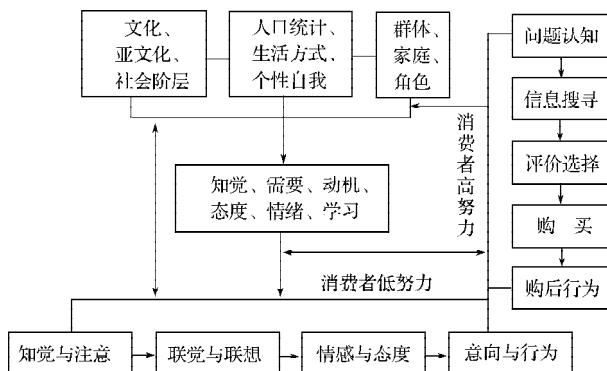 文化、
亚文化、
社会阶层
人口统计、
生活方式、
个性自我
群体、
家庭、
角色
问题认知
信息搜寻
评价选择
购 买
购后行为
消费者高努力
知觉、需要、动机、
态度、情绪、学习
消费者低努力
知觉与注意
联觉与联想
情感与态度
意向与行为